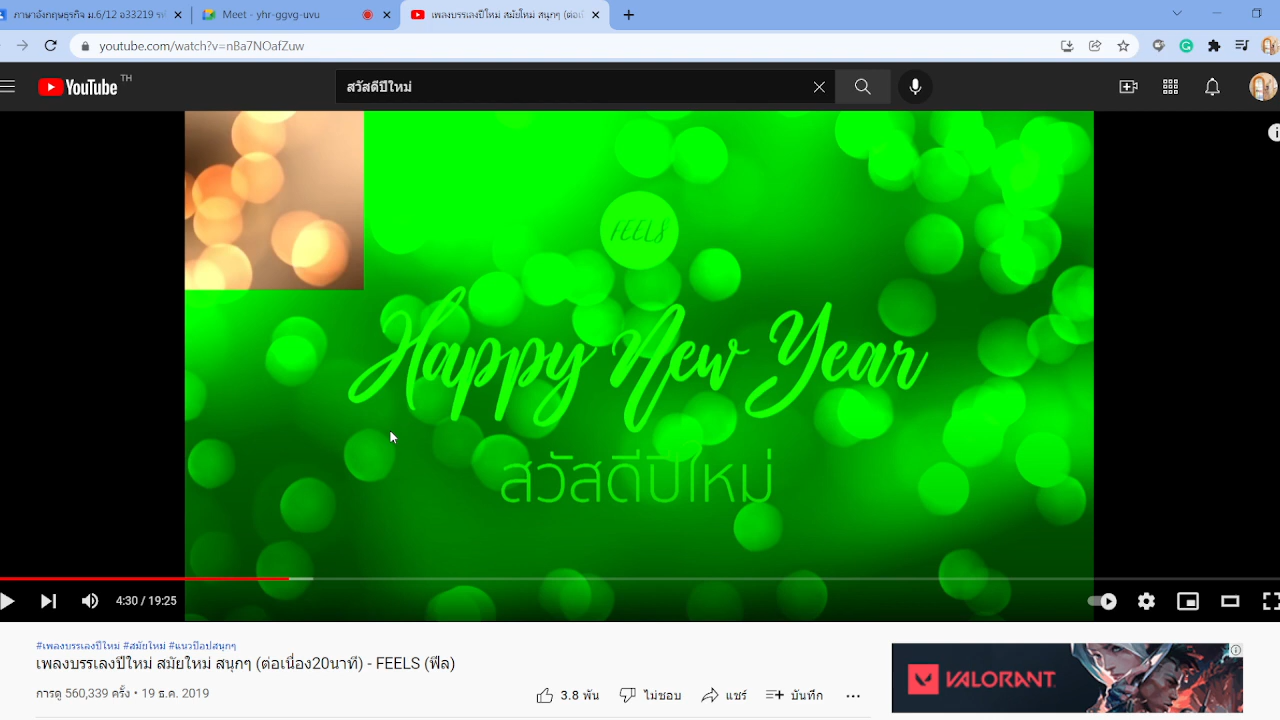 ภาษาอังกฤษธุรกิจ ม.6/12 อ33219 รห
Meet - yhr-ggvg-uvu
เพลงบรรเลงปีใหม่ สมัยใหม่ สนุกๆ (ต่อเ
youtube.com/watch?v=nBa7NOafZuw
YouTube TH
สวัสดีปีใหม่
FEELS
Happy New Year
สวัสดีปีใหม่
4:30 / 19:25
#เพลงบรรเลงปีใหม่ #สมัยใหม่ #แนวป๊อปสนุกๆ
เพลงบรรเลงปีใหม่ สมัยใหม่ สนุกๆ (ต่อเนื่อง20นาที) - FEELS (ฟีล)
การดู 560,339 ครั้ง • 19 ธ.ค. 2019
3.8 พัน ไม่ชอบ แชร์ บันทึก
VALORANT